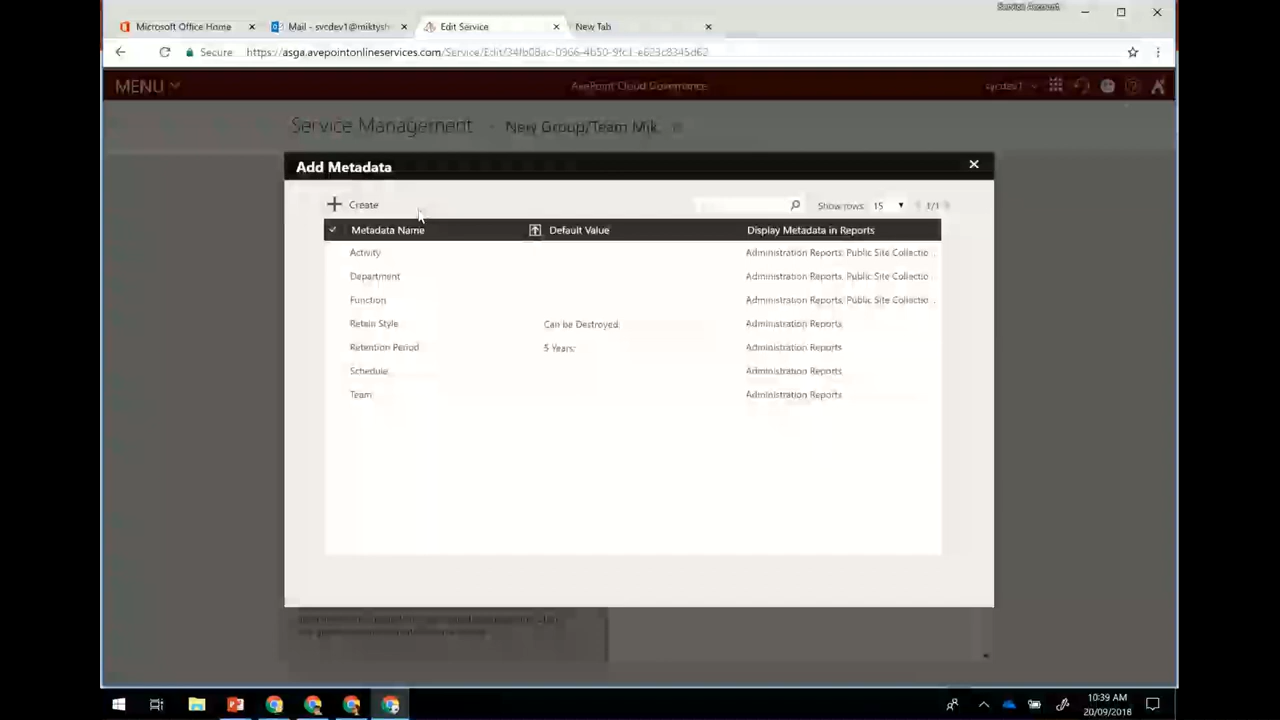 Service Account
Microsoft Office Home
Mail - svcdev1@miktysh
Edit Service
New Tab
Secure
https://asga.avepointonlineservices.com/Service/Edit/34fb08ac-0966-4b50-9fc1-e623c8345d62
MENU
AvePoint Cloud Governance
svcdev1
Service Management
New Group/Team Mik
Add Metadata
Create
Show rows: 15
1/1
Metadata Name
Default Value
Display Metadata in Reports
Activity
Administration Reports; Public Site Collectio...
Department
Administration Reports; Public Site Collectio...
Function
Administration Reports; Public Site Collectio...
Retain Style
Can be Destroyed;
Administration Reports
Retention Period
5 Years;
Administration Reports
Schedule
Administration Reports
Team
Administration Reports
10:39 AM
20/09/2018